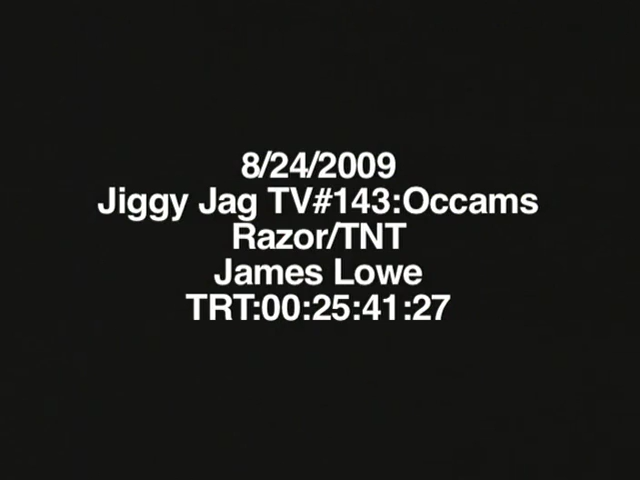 8/24/2009
Jiggy Jag TV#143:Occams
Razor/TNT
James Lowe
TRT:00:25:41:27